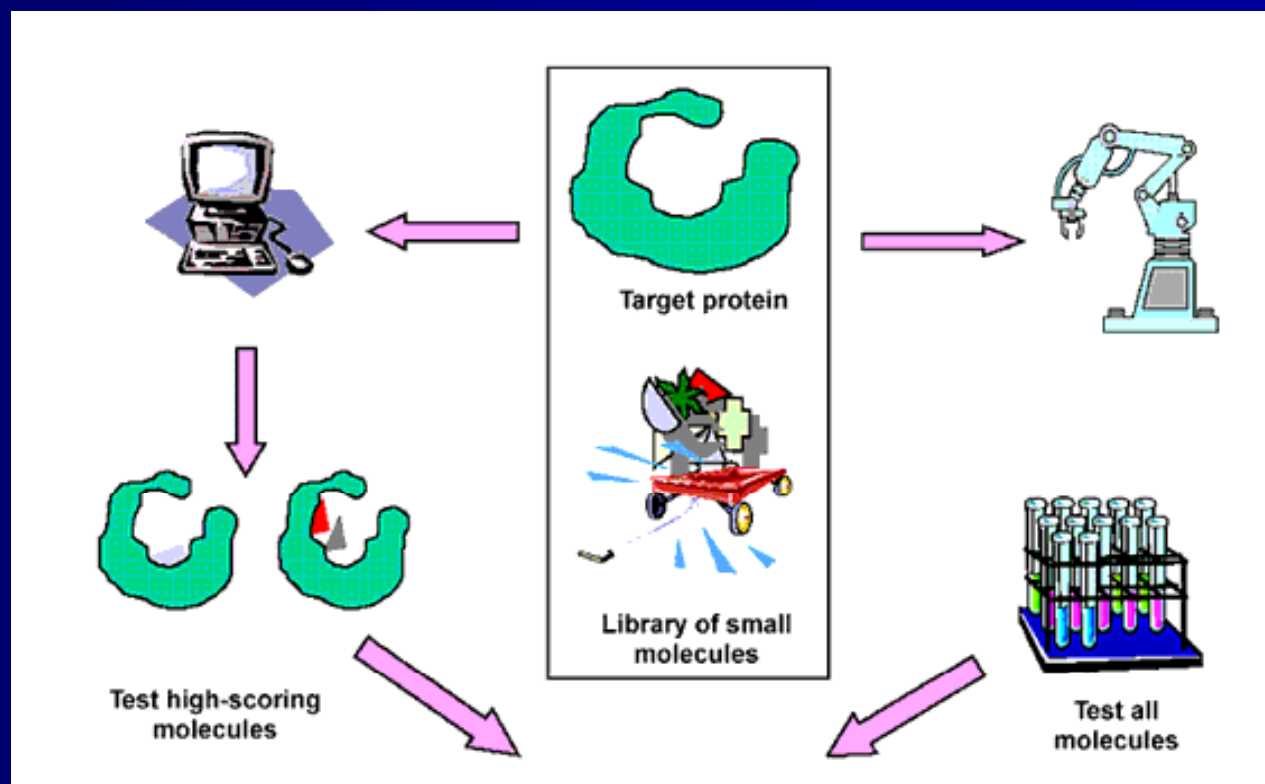 Target protein
Library of small
molecules
Test high-scoring
molecules
Test all
molecules